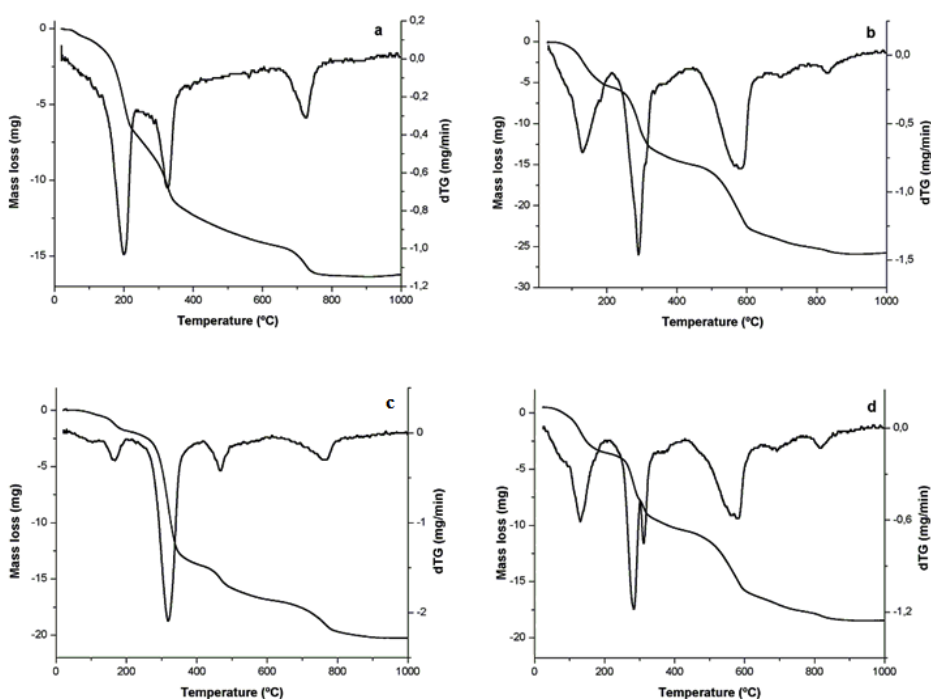 a
Mass loss (mg)
0
-5
-10
-15
0,2
0,0
-0,2
-0,4
-0,6
-0,8
-1,0
-1,2
dTG (mg/min)
0 200 400 600 800 1000
Temperature (ºC)
b
Mass loss (mg)
0
-5
-10
-15
-20
-25
-30
0,0
-0,5
-1,0
-1,5
dTG (mg/min)
200 400 600 800 1000
Temperature (ºC)
c
Mass loss (mg)
0
-5
-10
-15
-20
0
-1
-2
dTG (mg/min)
0 200 400 600 800 1000
Temperature (ºC)
d
Mass loss (mg)
0
-5
-10
-15
-20
0,0
-0,6
-1,2
dTG (mg/min)
0 200 400 600 800 1000
Temperature (ºC)